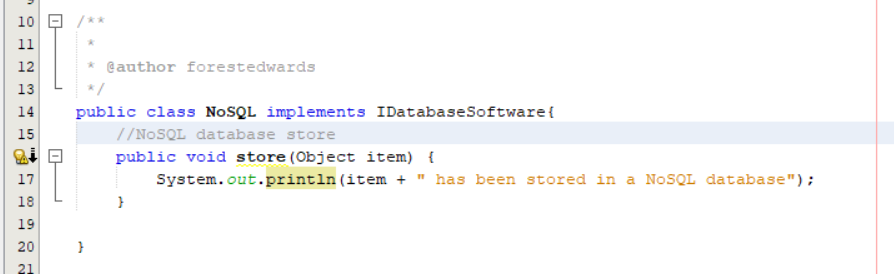 10 /**
11 *
12 * @author forestedwards
13 */
14 public class NoSQL implements IDatabaseSoftware{
15 //NoSQL database store
public void store(Object item) {
17 System.out.println(item + " has been stored in a NoSQL database");
18 }
19
20 }
21